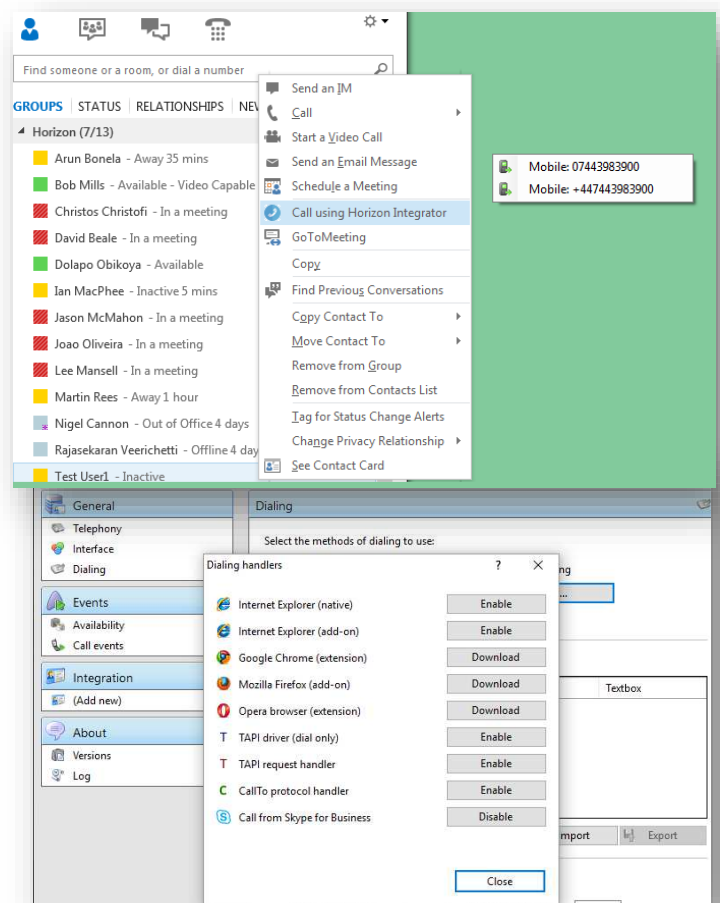 Find someone or a room, or dial a number
GROUPS STATUS RELATIONSHIPS NEW
Horizon (7/13)
Arun Bonela - Away 35 mins
Bob Mills - Available - Video Capable
Christos Christofi - In a meeting
David Beale - In a meeting
Dolapo Obikoya - Available
Ian MacPhee - Inactive 5 mins
Jason McMahon - In a meeting
Joao Oliveira - In a meeting
Lee Mansell - In a meeting
Martin Rees - Away 1 hour
Nigel Cannon - Out of Office 4 days
Rajasekaran Veerichetti - Offline 4 day
Test User1 - Inactive
Send an IM
Call
Start a Video Call
Send an Email Message
Schedule a Meeting
Call using Horizon Integrator
GoToMeeting
Copy
Find Previous Conversations
Copy Contact To
Move Contact To
Remove from Group
Remove from Contacts List
Tag for Status Change Alerts
Change Privacy Relationship
See Contact Card
Mobile: 07443983900
Mobile: +447443983900
General
Telephony
Interface
Dialing
Events
Availability
Call events
Integration
(Add new)
About
Versions
Log
Dialing
Select the methods of dialing to use:
ng
...
Textbox
mport Export
Dialing handlers ?
Internet Explorer (native) Enable
Internet Explorer (add-on) Enable
Google Chrome (extension) Download
Mozilla Firefox (add-on) Download
Opera browser (extension) Download
T TAPI driver (dial only) Enable
T TAPI request handler Enable
C CallTo protocol handler Enable
S Call from Skype for Business Disable
Close